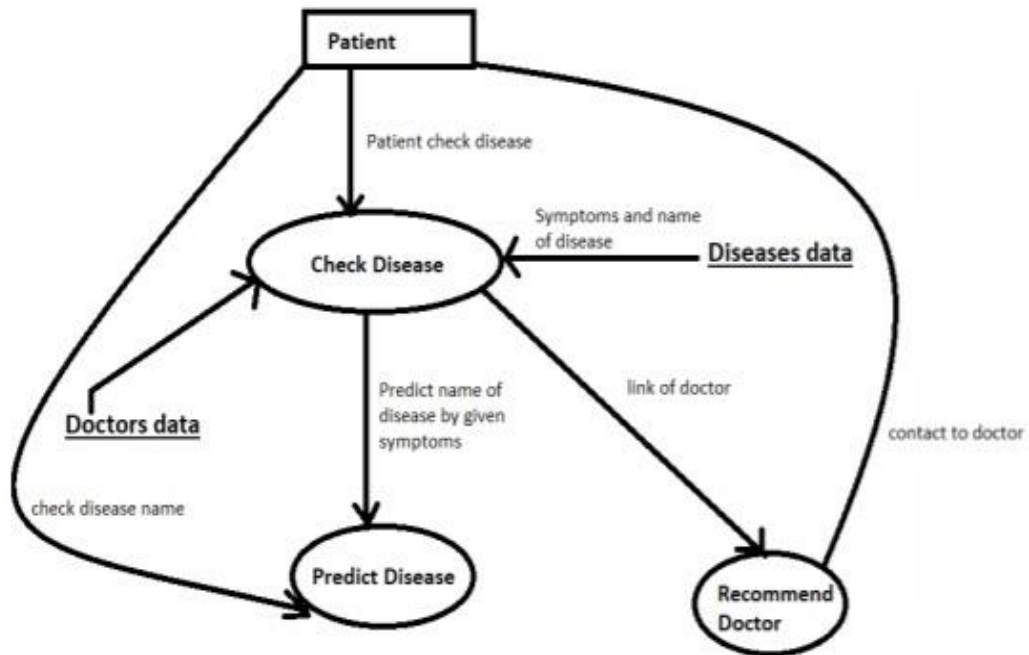 Patient
Patient check disease
Symptoms and name
of disease
Check Disease
Diseases data
Predict name of
disease by given
symptoms
link of doctor
Doctors data
contact to doctor
check disease name
Predict Disease
Recommend
Doctor